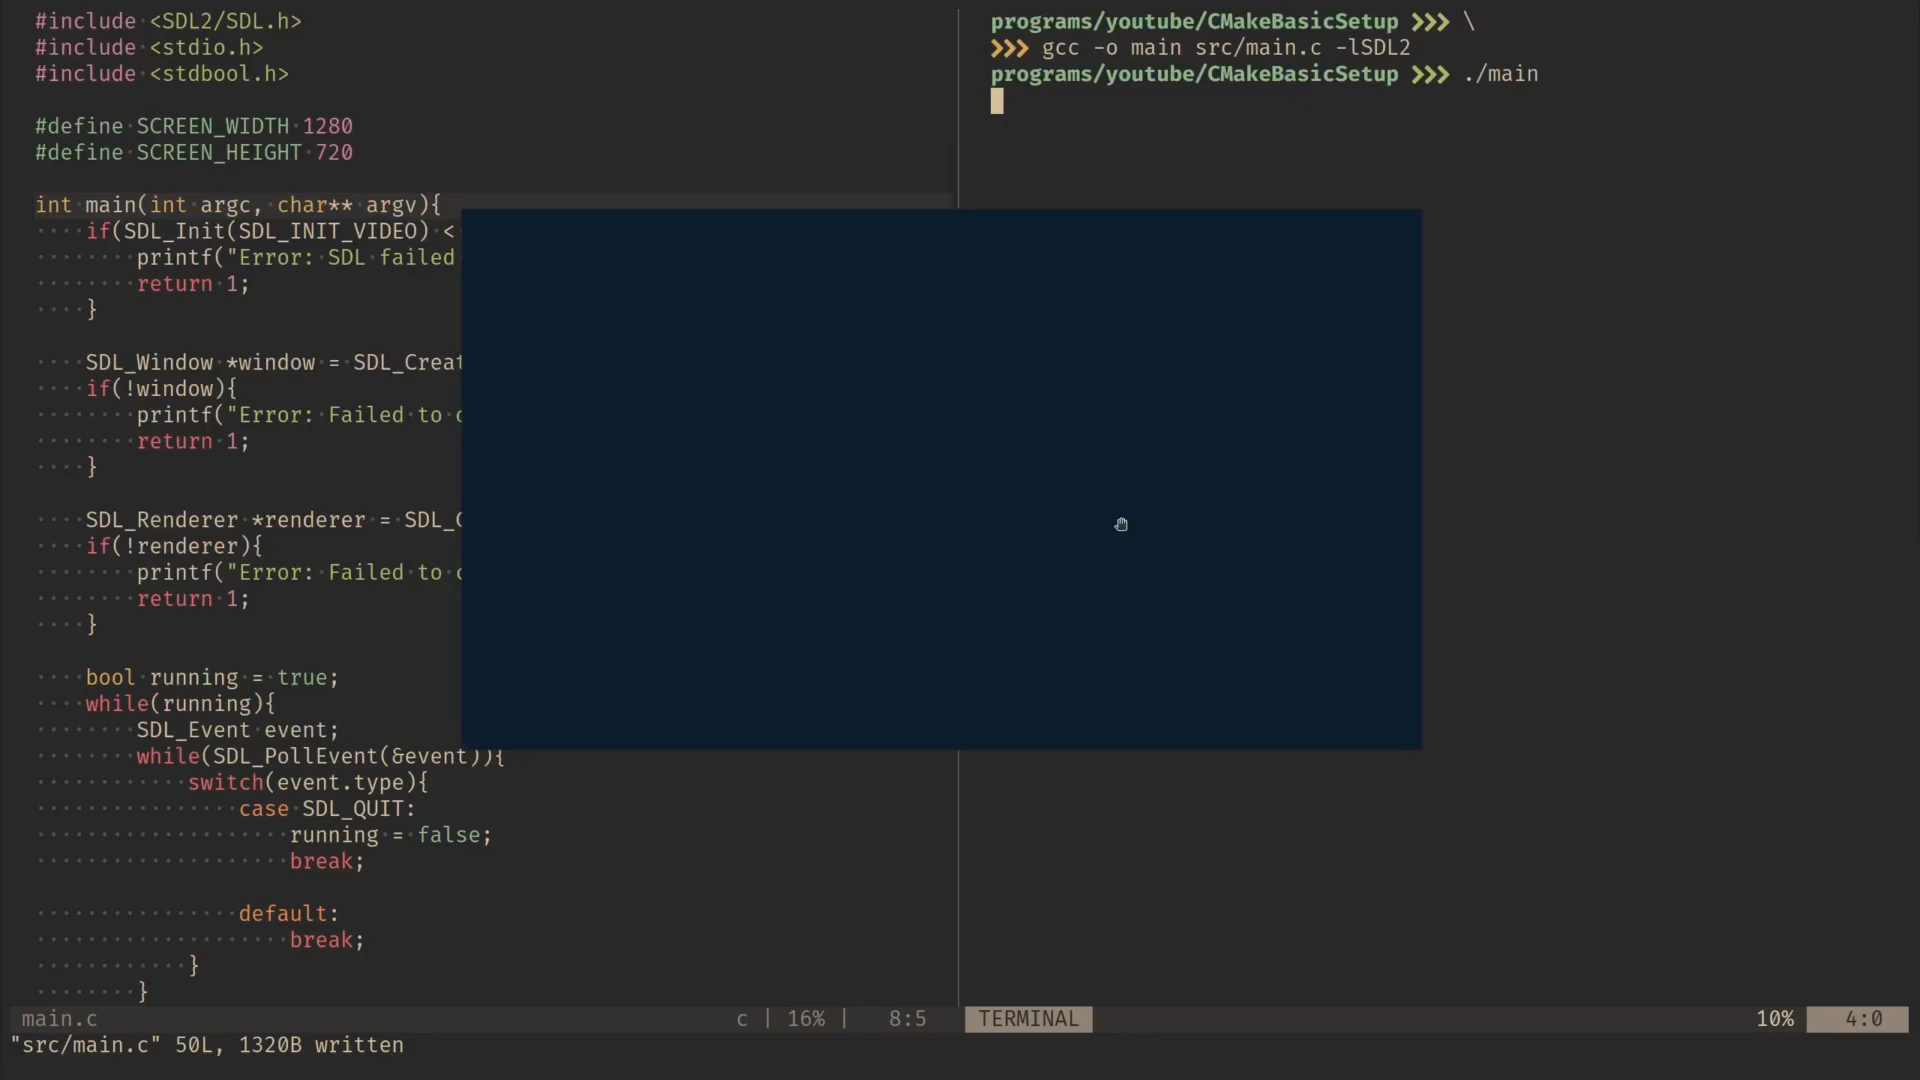 #include <SDL2/SDL.h>
#include <stdio.h>
#include <stdbool.h>
#define SCREEN_WIDTH 1280
#define SCREEN_HEIGHT 720
int main(int argc, char** argv){
if(SDL_Init(SDL_INIT_VIDEO) <
printf("Error: SDL failed
return 1;
}
SDL_Window *window = SDL_Creat
if(!window){
printf("Error: Failed to c
return 1;
}
SDL_Renderer *renderer = SDL_C
if(!renderer){
printf("Error: Failed to c
return 1;
}
bool running = true;
while(running){
SDL_Event event;
while(SDL_PollEvent(&event)){
switch(event.type){
case SDL_QUIT:
running = false;
break;
default:
break;
}
}
main.c c | 16% | 8:5
"src/main.c" 50L, 1320B written
programs/youtube/CMakeBasicSetup >>> \
>>> gcc -o main src/main.c -lSDL2
programs/youtube/CMakeBasicSetup >>> ./main
TERMINAL 10% 4:0